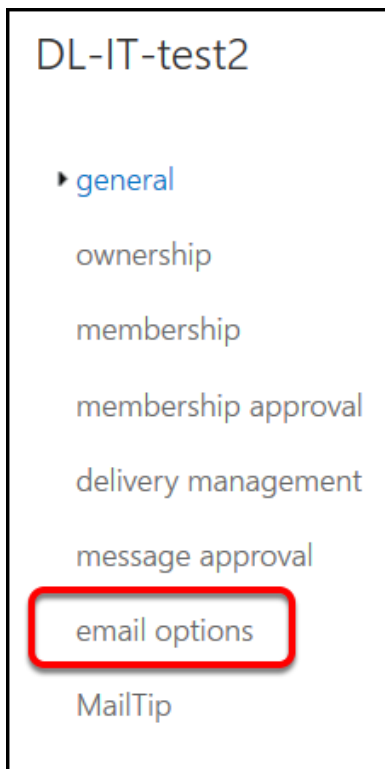 DL-IT-test2
general
ownership
membership
membership approval
delivery management
message approval
email options
MailTip